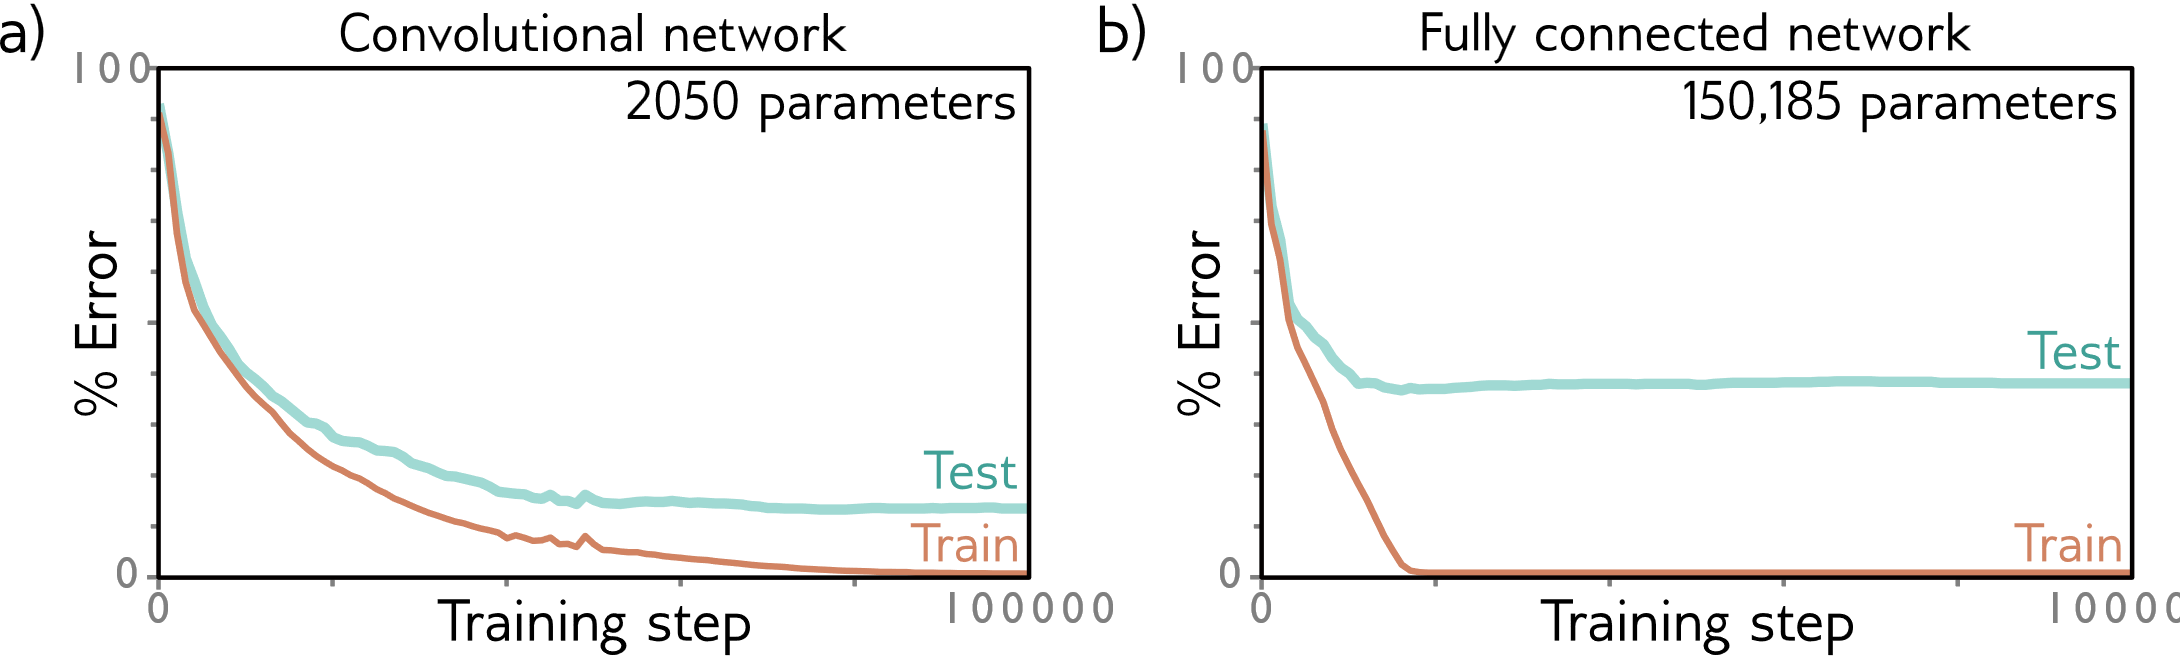 a)
Convolutional network
100
2050 parameters
% Error
Test
Train
0
0
Training step
100000
b)
Fully connected network
100
150,185 parameters
% Error
Test
Train
0
0
Training step